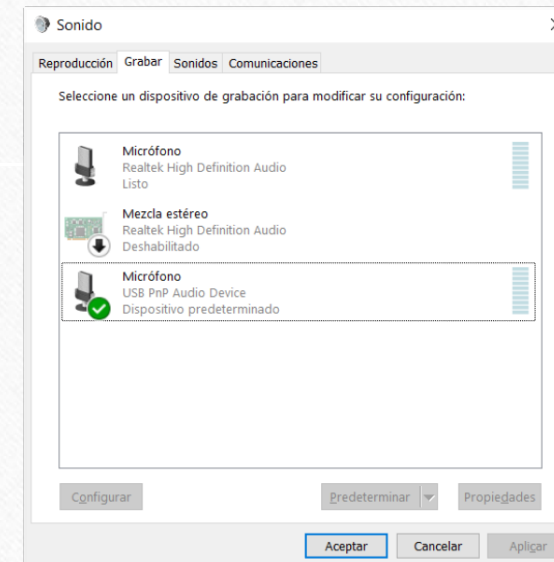 Sonido
Reproducción Grabar Sonidos Comunicaciones
Seleccione un dispositivo de grabación para modificar su configuración:
Micrófono
Realtek High Definition Audio
Listo
Mezcla estéreo
Realtek High Definition Audio
Deshabilitado
Micrófono
USB PnP Audio Device
Dispositivo predeterminado
Configurar Predeterminar Propiedades
Aceptar Cancelar Aplicar